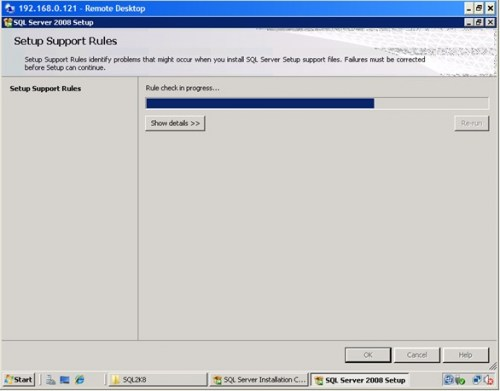 192.168.0.121 - Remote Desktop
SQL Server 2008 Setup
Setup Support Rules
Setup Support Rules identify problems that might occur when you install SQL Server Setup support files. Failures must be corrected
before Setup can continue.
Setup Support Rules
Rule check in progress...
Show details >>
Re-run
OK
Cancel
Help
Start
SQL2K8
SQL Server Installation C...
SQL Server 2008 Setup